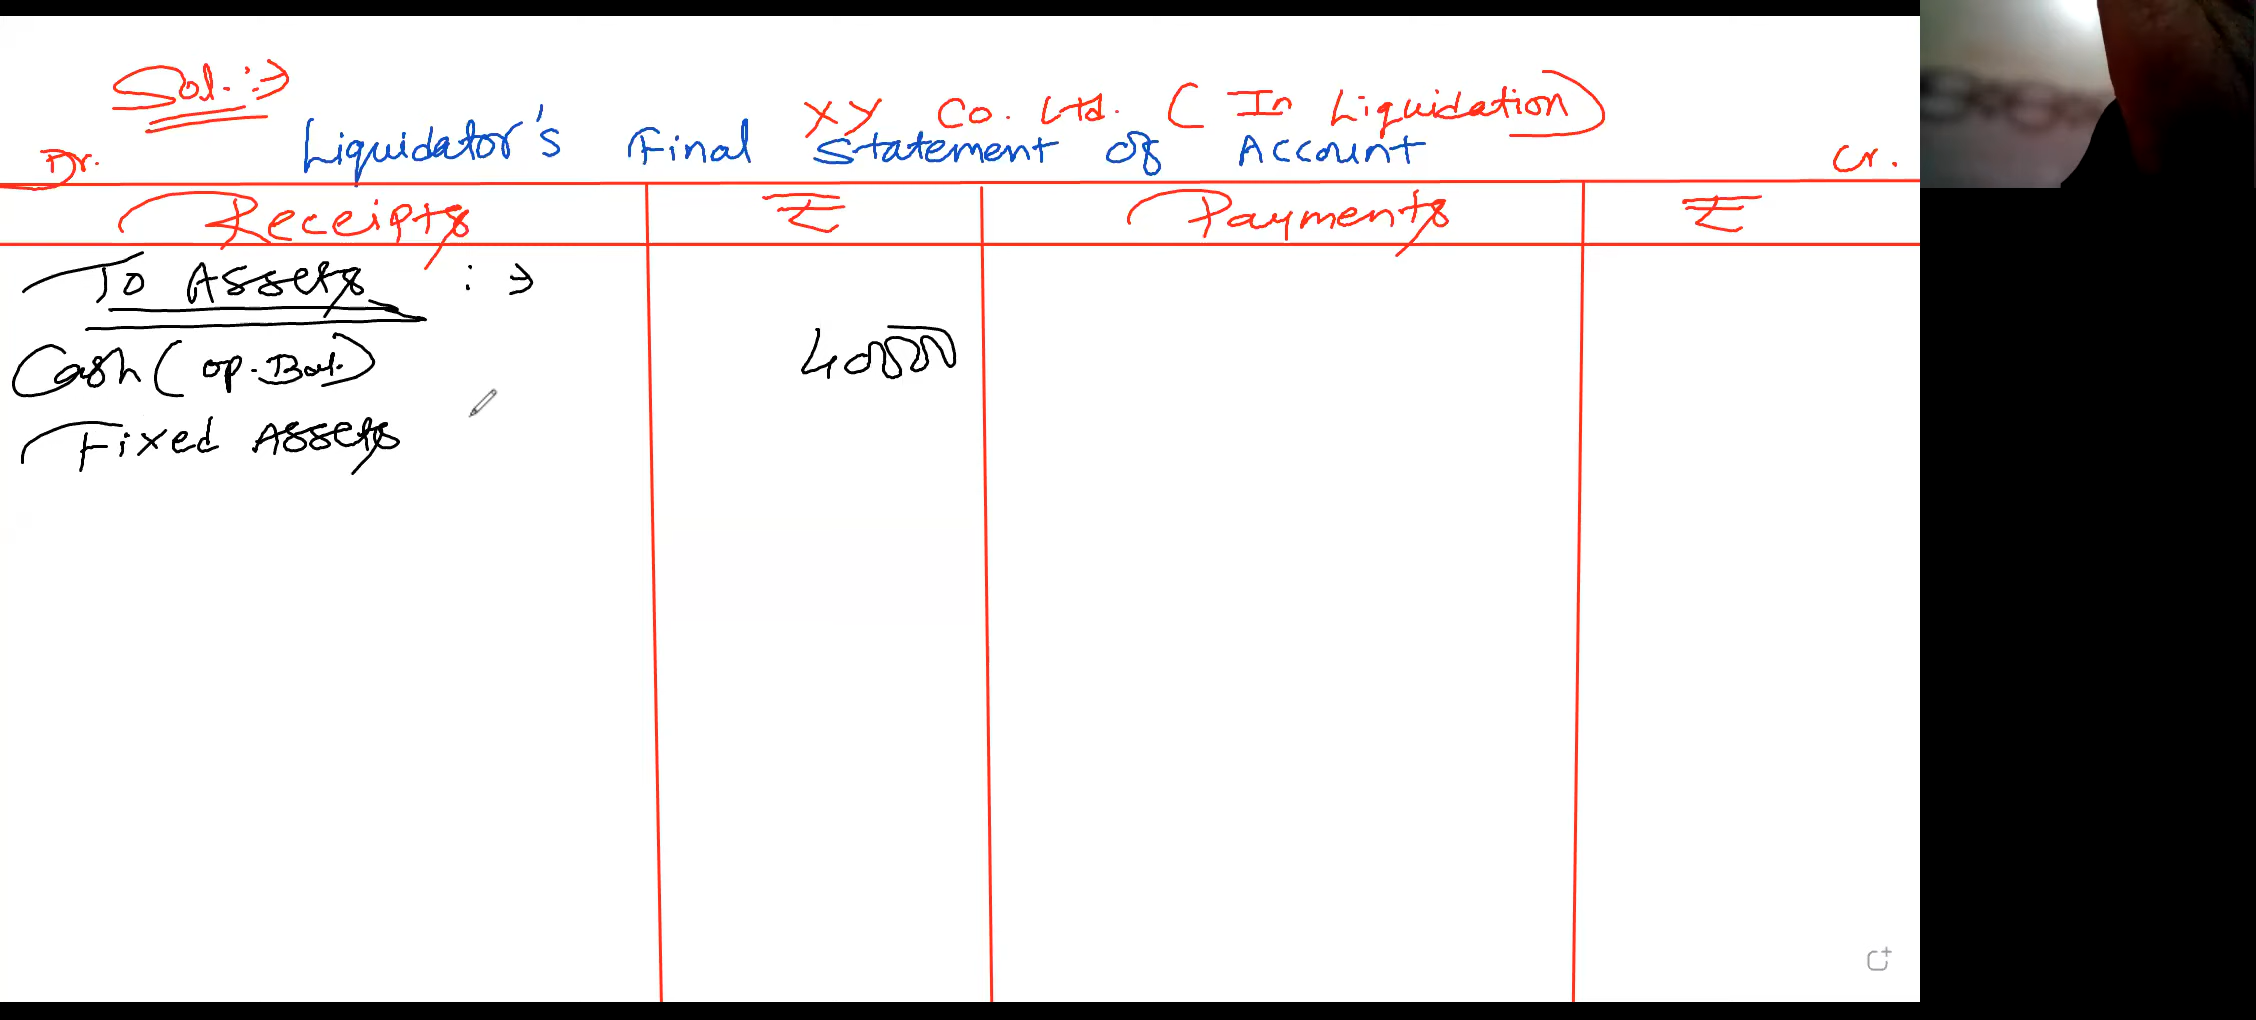 Sol. :→
XY Co. Ltd. (In Liquidation)
Dr. Liquidator's Final Statement of Account Cr.
Receipts ₹ Payments ₹
To Assets :→
Cash (op. Bal.) 40000
Fixed Assets